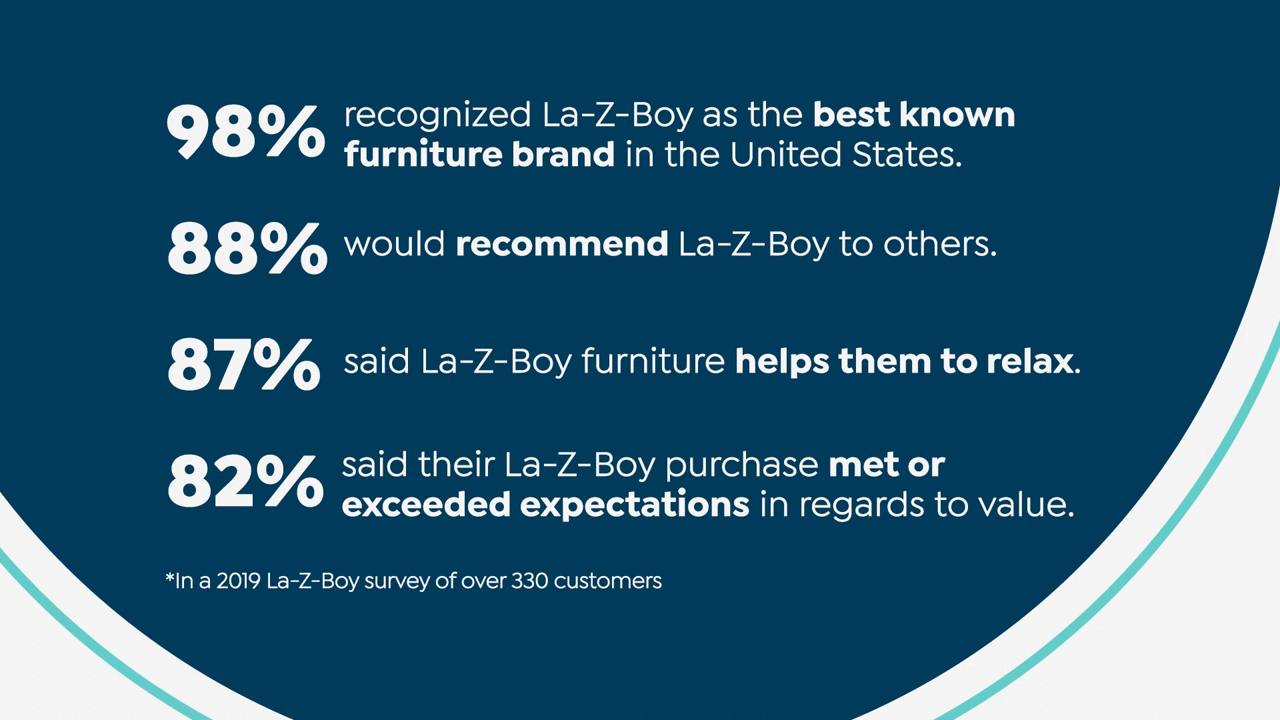 98% recognized La-Z-Boy as the best known
furniture brand in the United States.
88% would recommend La-Z-Boy to others.
87% said La-Z-Boy furniture helps them to relax.
82% said their La-Z-Boy purchase met or
exceeded expectations in regards to value.
*In a 2019 La-Z-Boy survey of over 330 customers